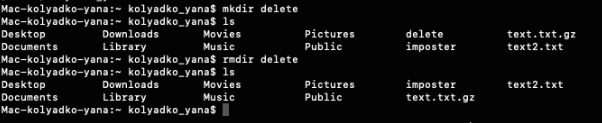 Mac-kolyadko-yana:~ kolyadko_yana$ mkdir delete
Mac-kolyadko-yana:~ kolyadko_yana$ ls
Desktop Downloads Movies Pictures delete text.txt.gz
Documents Library Music Public imposter text2.txt
Mac-kolyadko-yana:~ kolyadko_yana$ rmdir delete
Mac-kolyadko-yana:~ kolyadko_yana$ ls
Desktop Downloads Movies Pictures imposter text2.txt
Documents Library Music Public text.txt.gz
Mac-kolyadko-yana:~ kolyadko_yana$